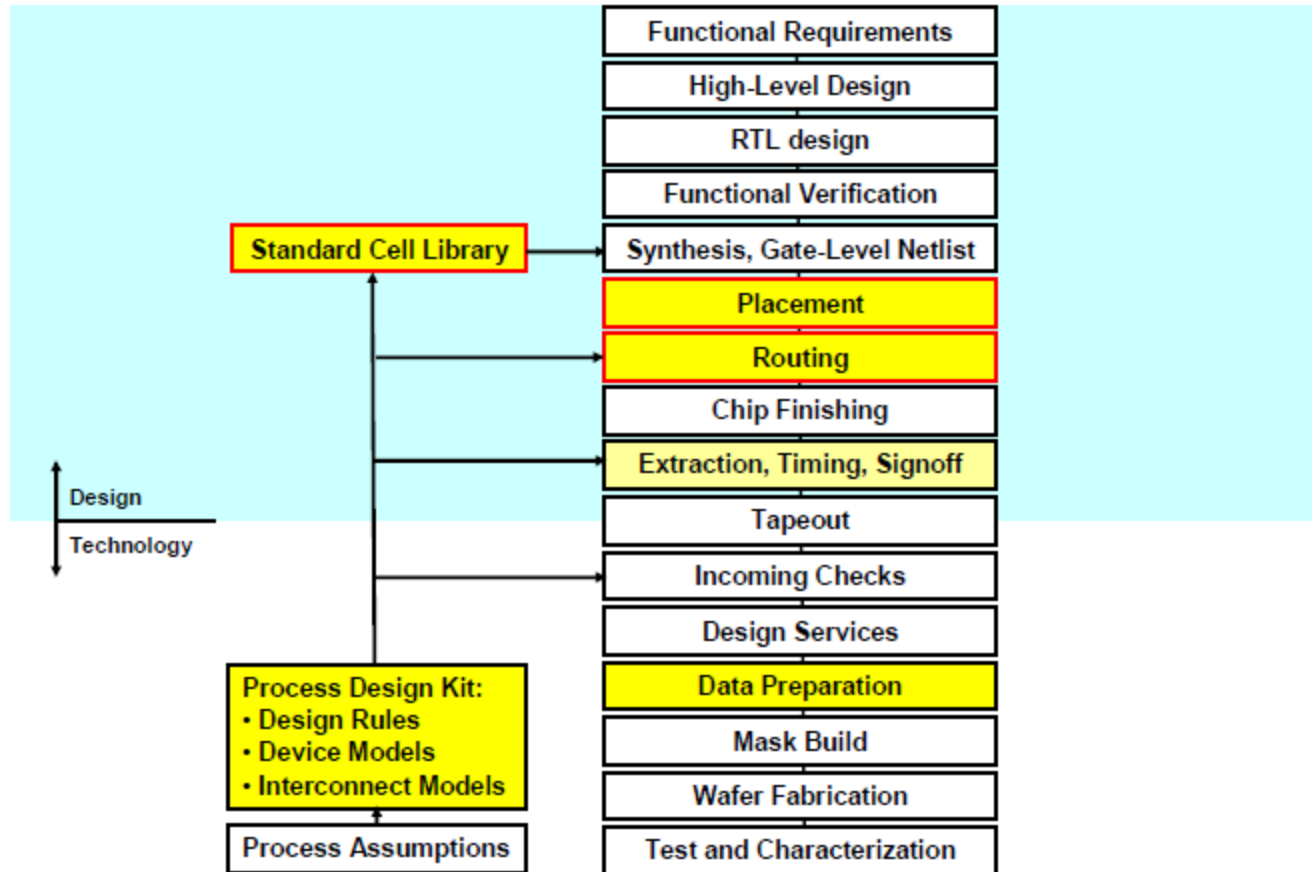 Functional Requirements
High-Level Design
RTL design
Functional Verification
Standard Cell Library
Synthesis, Gate-Level Netlist
Placement
Routing
Chip Finishing
Extraction, Timing, Signoff
Design
Technology
Tapeout
Incoming Checks
Design Services
Process Design Kit:
• Design Rules
• Device Models
• Interconnect Models
Data Preparation
Mask Build
Wafer Fabrication
Process Assumptions
Test and Characterization